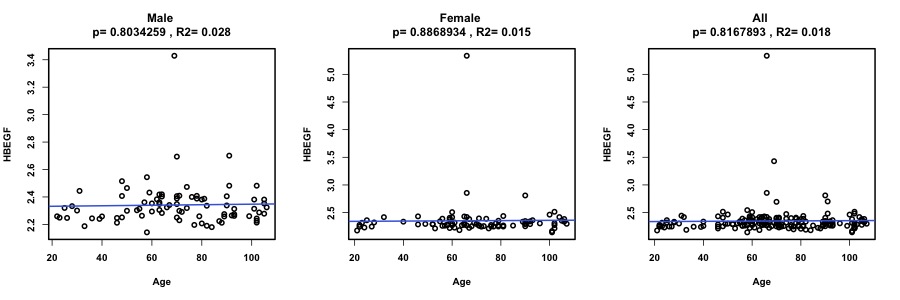 Male
p= 0.8034259 , R2= 0.028
HBEGF
3.4
3.2
3.0
2.8
2.6
2.4
2.2
20 40 60 80 100
Age
Female
p= 0.8868934 , R2= 0.015
HBEGF
5.0
4.5
4.0
3.5
3.0
2.5
20 40 60 80 100
Age
All
p= 0.8167893 , R2= 0.018
HBEGF
5.0
4.5
4.0
3.5
3.0
2.5
20 40 60 80 100
Age